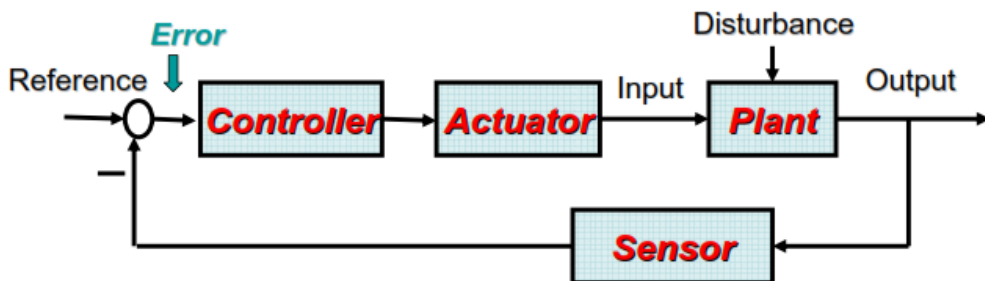 Error
Disturbance
Reference
Input
Output
Controller
Actuator
Plant
−
Sensor